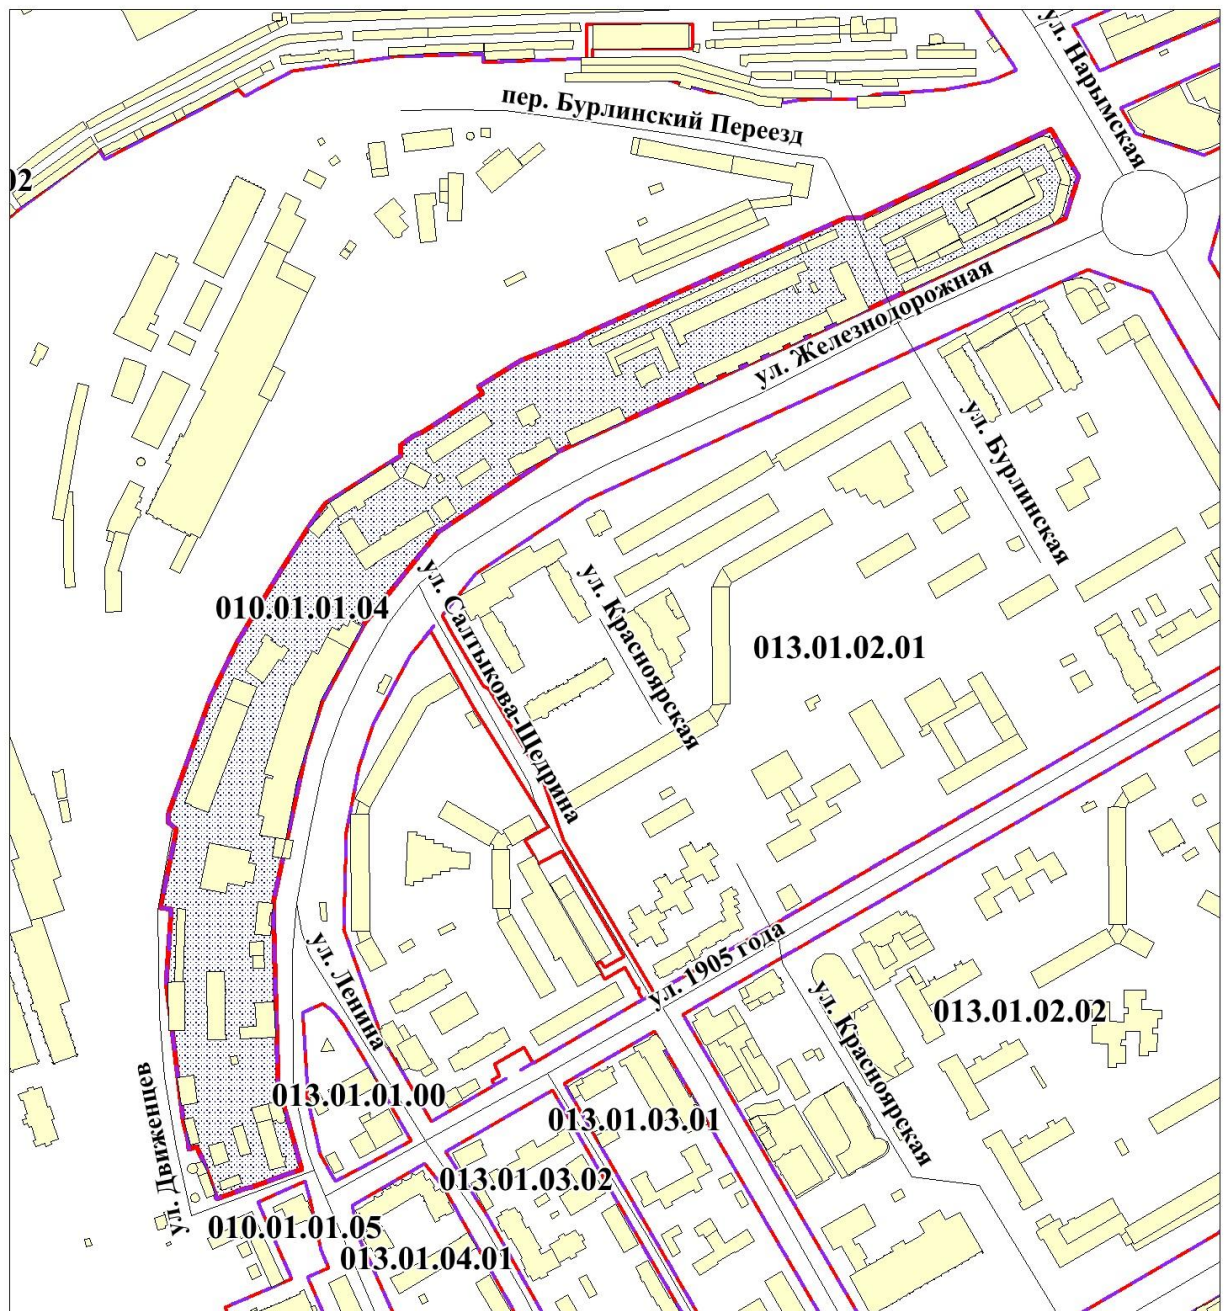 ул. Нарымская
пер. Бурлинский Переезд
02
ул. Железнодорожная
ул. Бурлинская
ул. Салтыкова-Щедрина
ул. Красноярская
010.01.01.04
013.01.02.01
ул. 1905 года
ул. Ленина
ул. Красноярская
013.01.02.02
ул. Движенцев
013.01.01.00
013.01.03.01
013.01.03.02
010.01.01.05
013.01.04.01